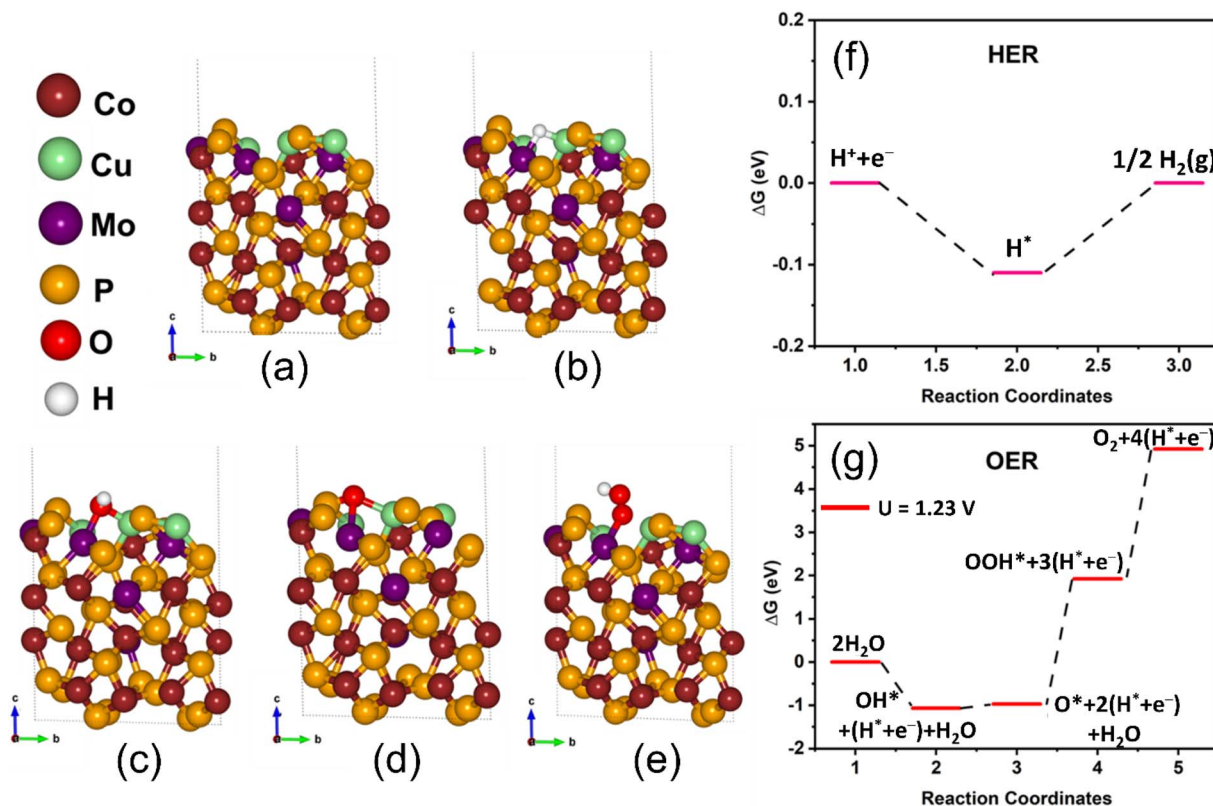 Co
Cu
Mo
P
O
H
c
b
(a)
c
b
(b)
c
b
(c)
c
b
(d)
c
b
(e)
(f)
HER
0.2
0.1
0.0
-0.1
-0.2
ΔG (eV)
H⁺+e⁻
H*
1/2 H₂(g)
1.0 1.5 2.0 2.5 3.0
Reaction Coordinates
(g)
OER
5
4
3
2
1
0
-1
-2
ΔG (eV)
U = 1.23 V
O₂+4(H*+e⁻)
OOH*+3(H*+e⁻)
2H₂O
OH*
+(H*+e⁻)+H₂O
O*+2(H*+e⁻)
+H₂O
1 2 3 4 5
Reaction Coordinates